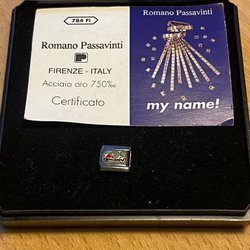 784 FI
Romano Passavinti
FIRENZE - ITALY
Acciaio oro 750‰
Certificato
Romano Passavinti
my name!